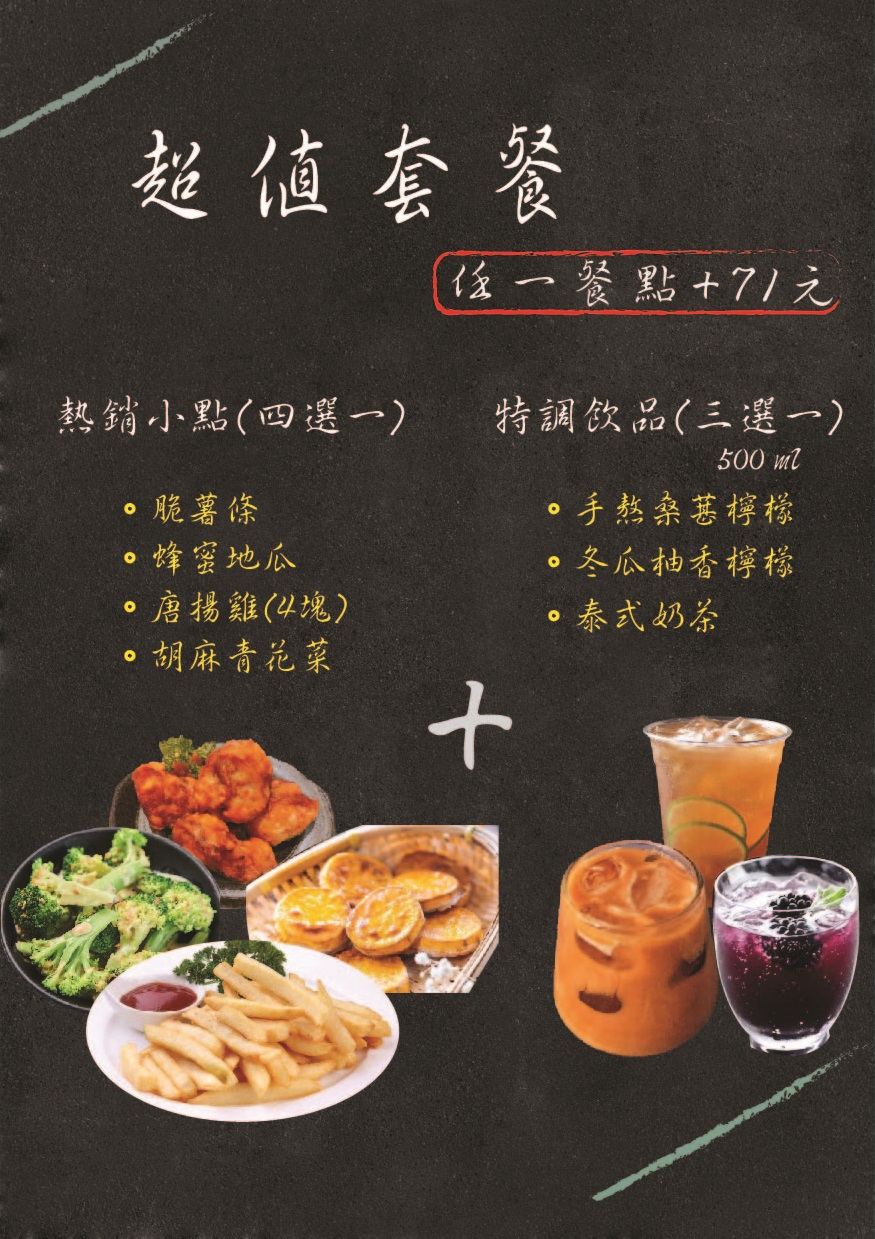 超值套餐
任一餐點+71元
熱銷小點(四選一)
脆薯條
蜂蜜地瓜
唐揚雞(4塊)
胡麻青花菜
+
特調飲品(三選一)
500 ml
手熬桑葚檸檬
冬瓜柚香檸檬
泰式奶茶